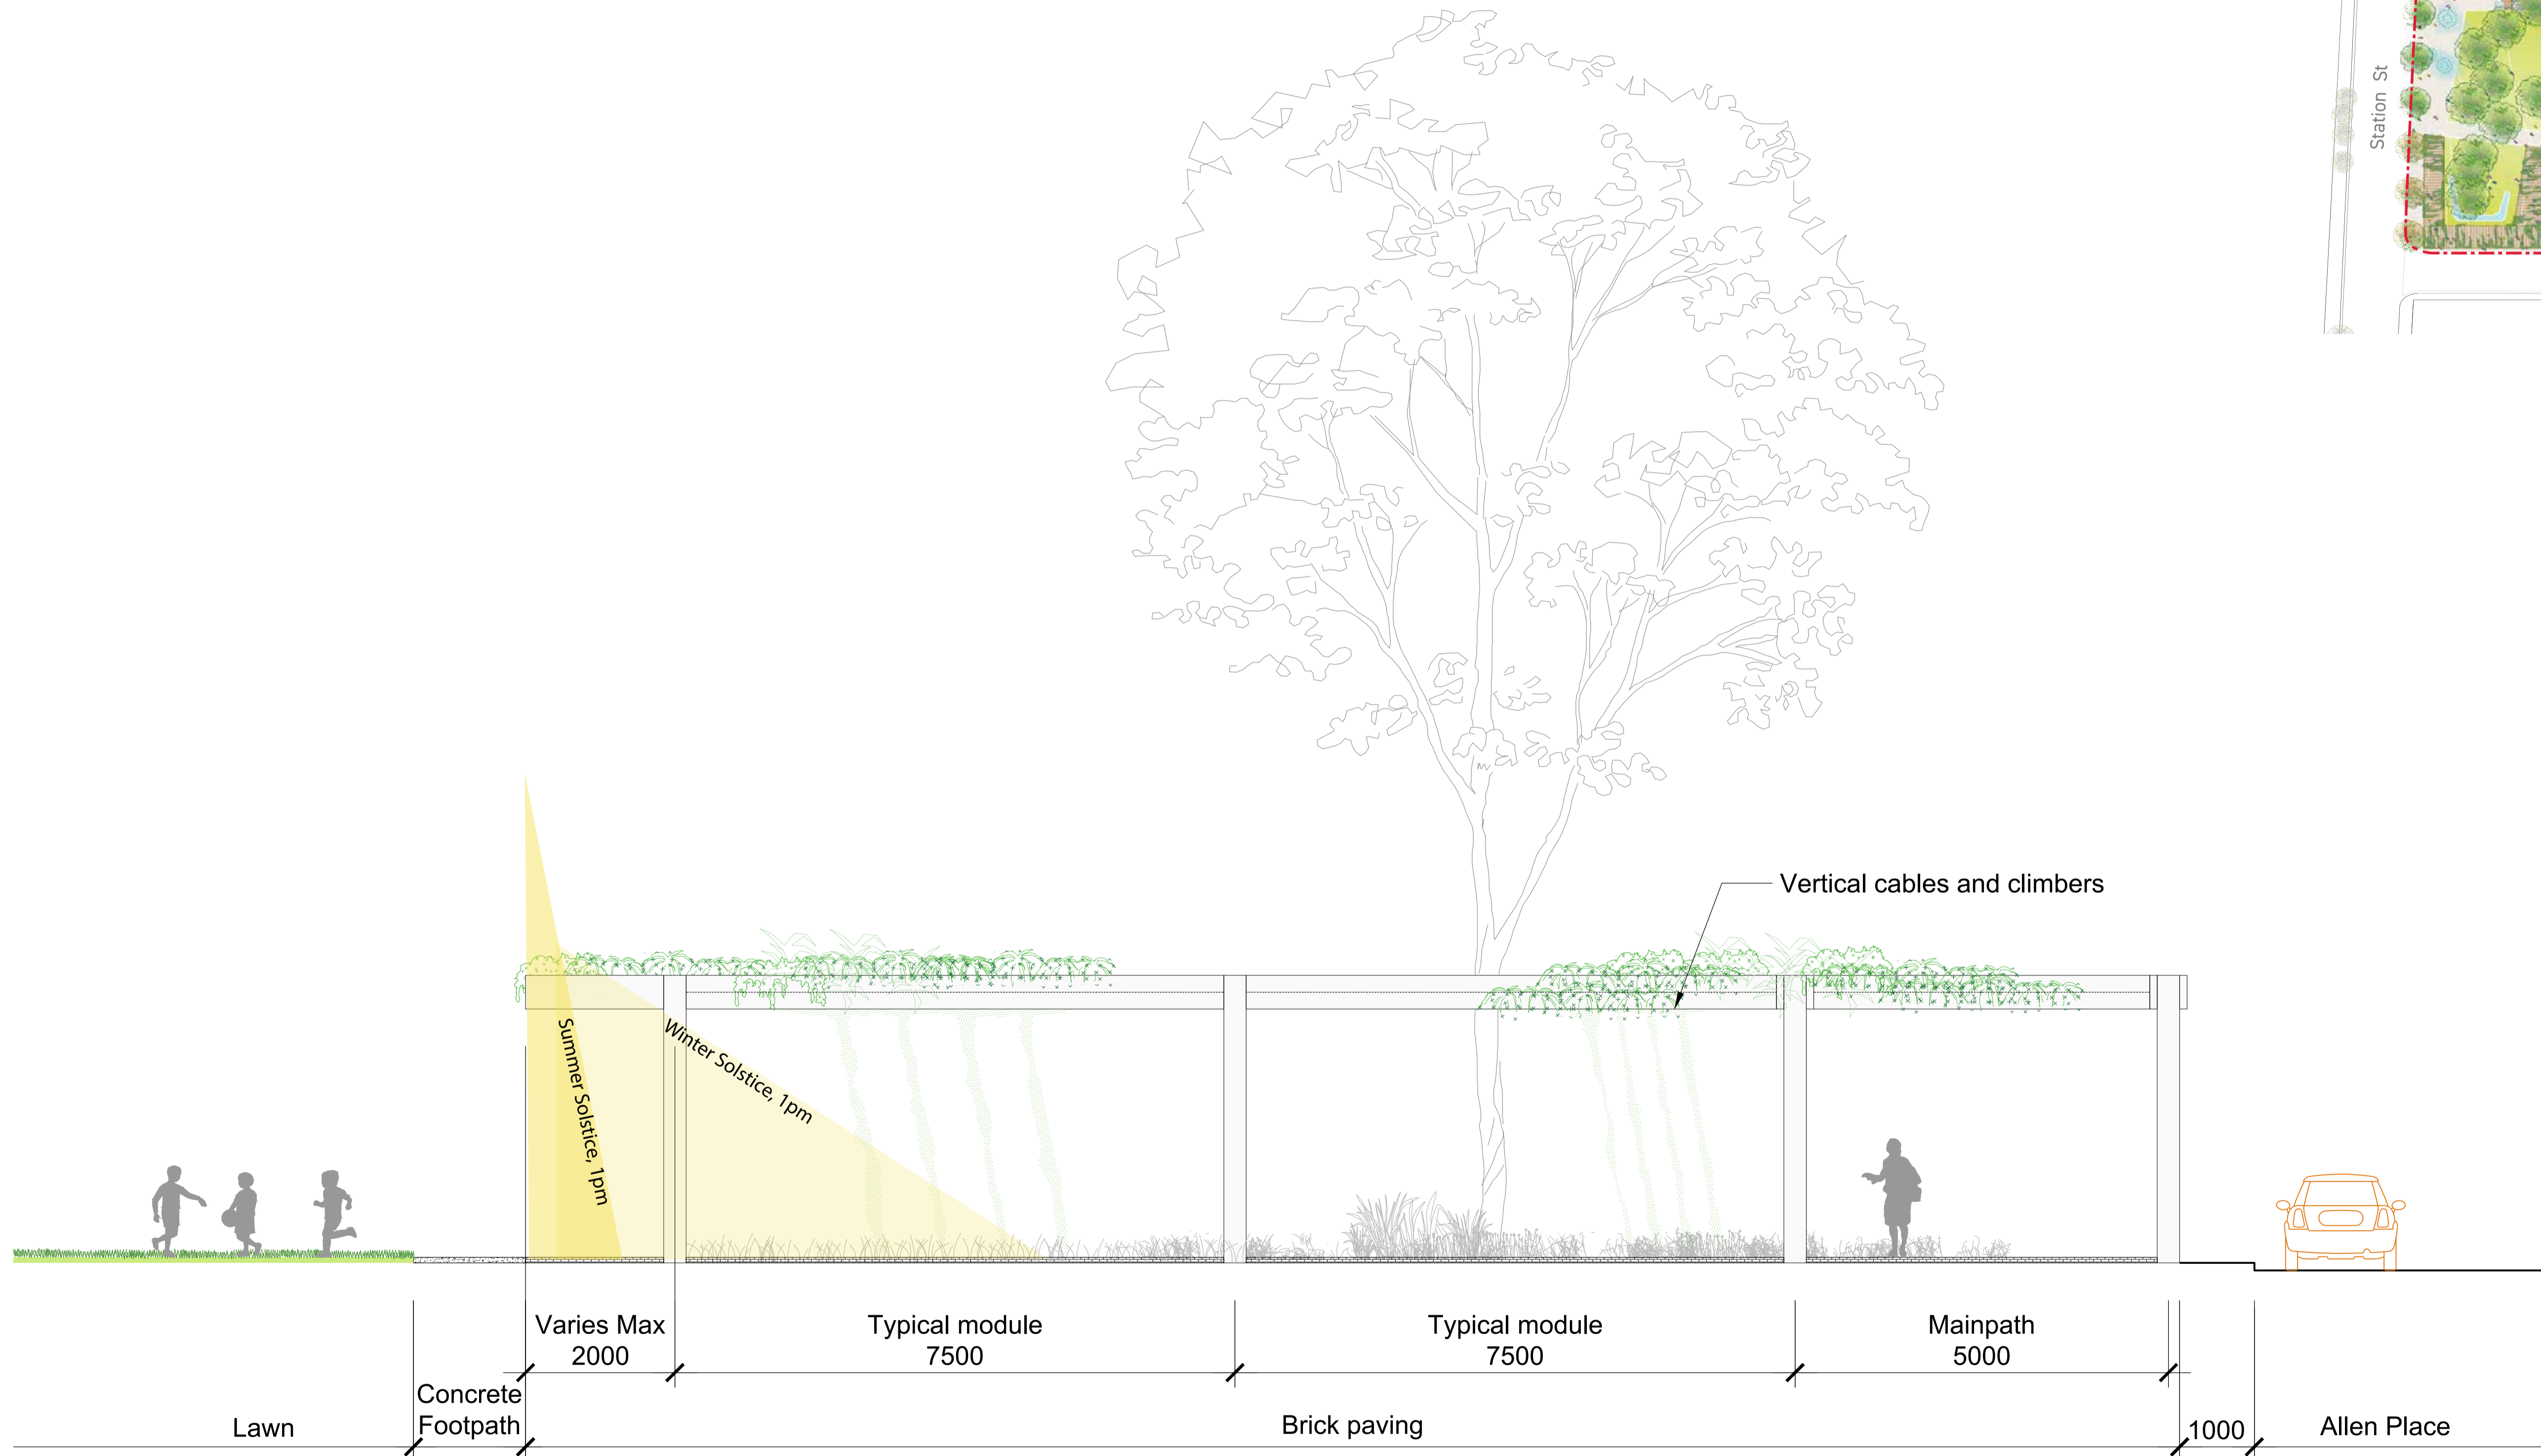 Station St
Vertical cables and climbers
Summer Solstice, 1pm
Winter Solstice, 1pm
Varies Max
2000
Typical module
7500
Typical module
7500
Mainpath
5000
Concrete
Footpath
Lawn
Brick paving
1000
Allen Place